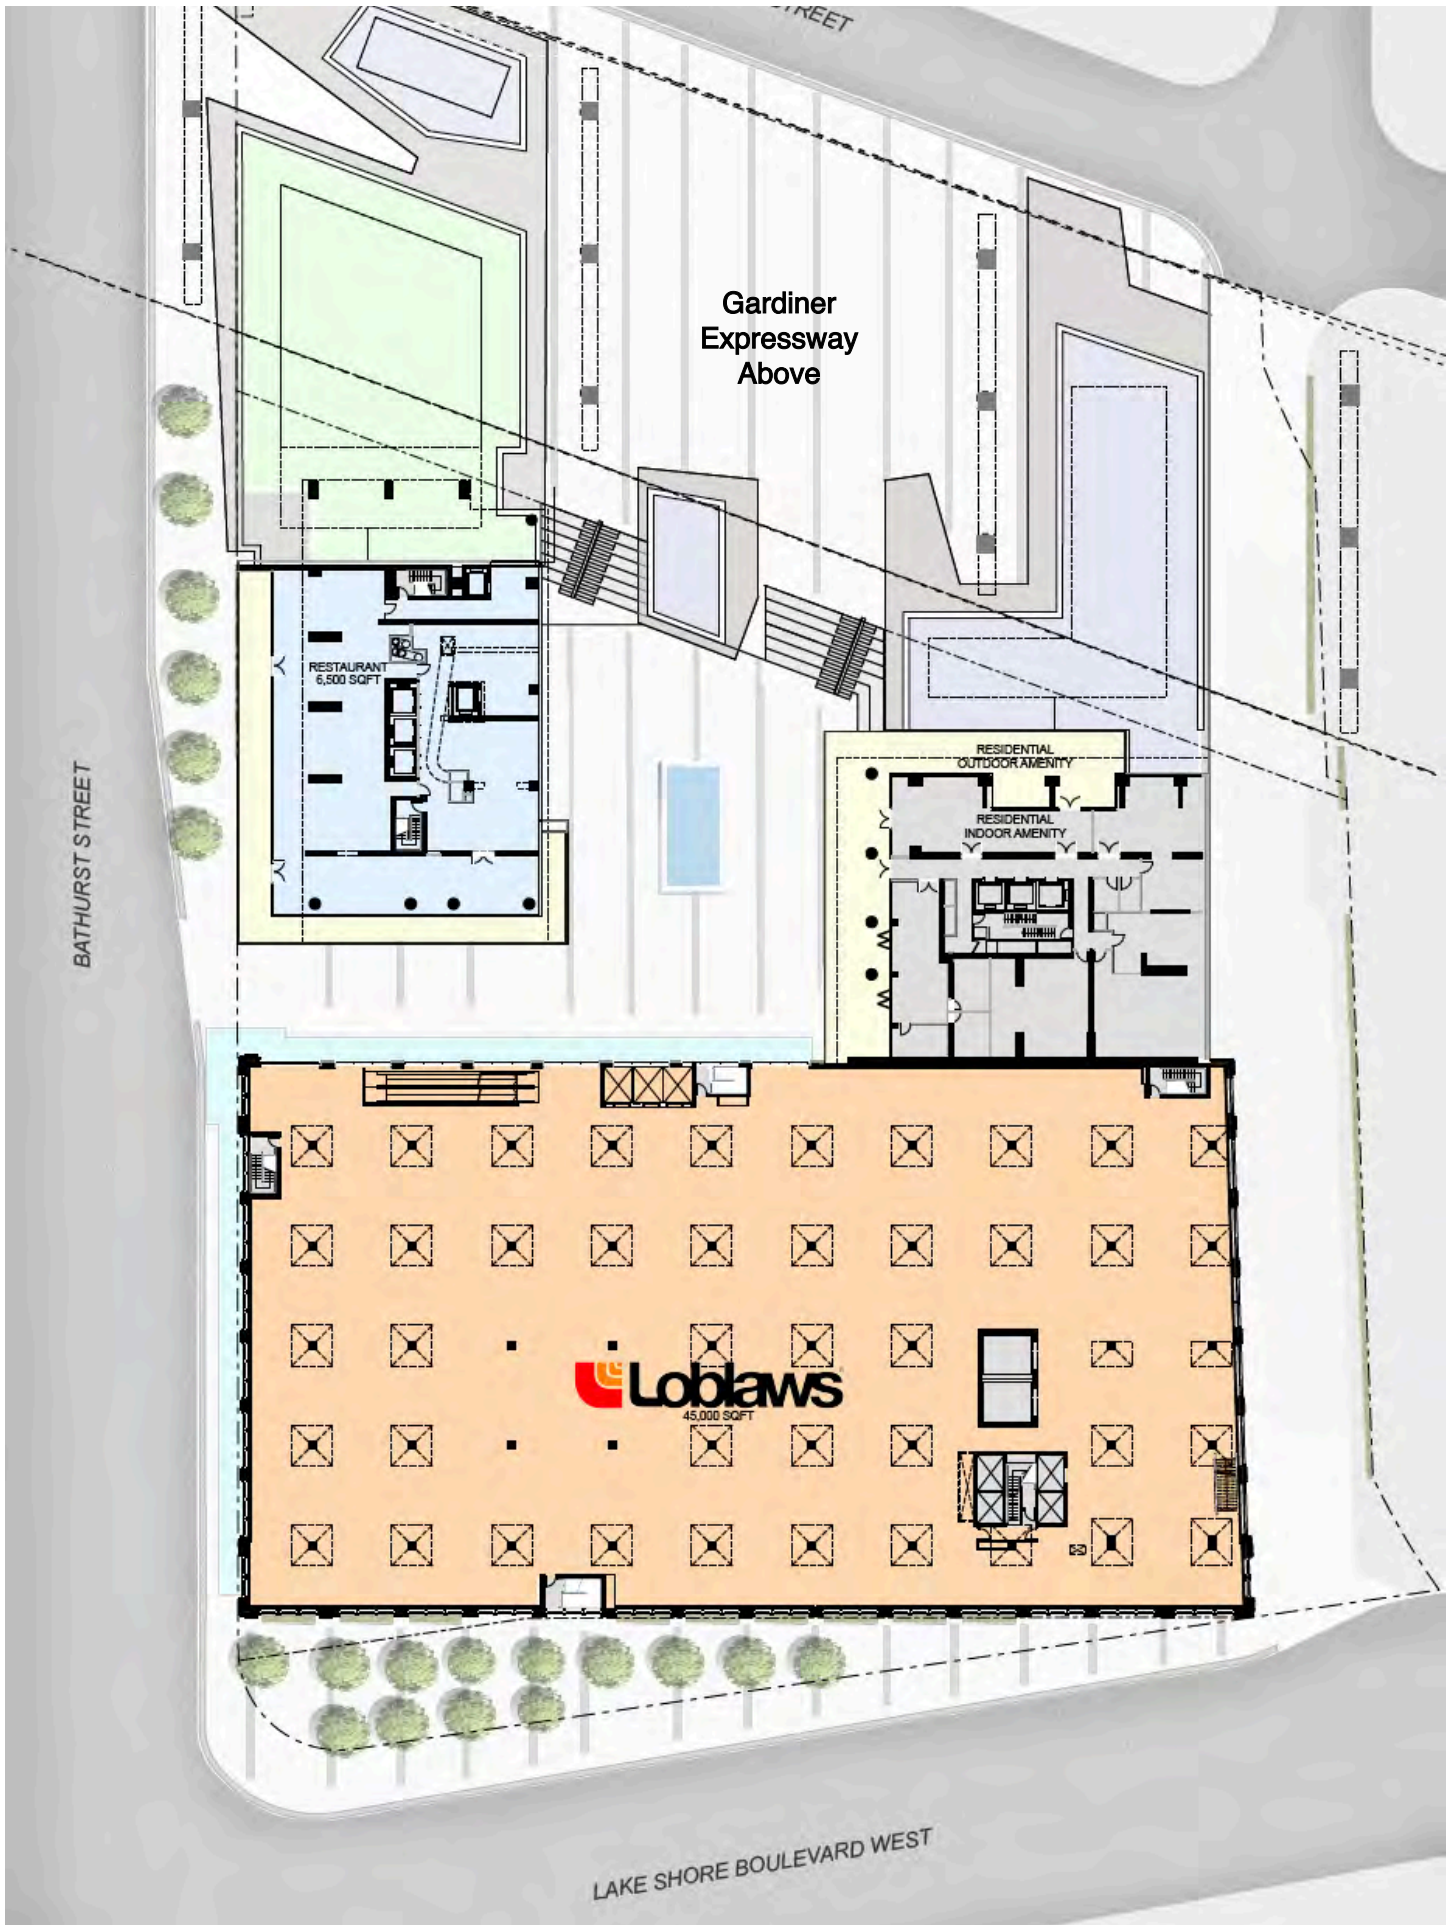 STREET
Gardiner
Expressway
Above
RESTAURANT
6,500 SQFT
RESIDENTIAL
OUTDOOR AMENITY
RESIDENTIAL
INDOOR AMENITY
BATHURST STREET
Loblaws
45,000 SQFT
LAKE SHORE BOULEVARD WEST